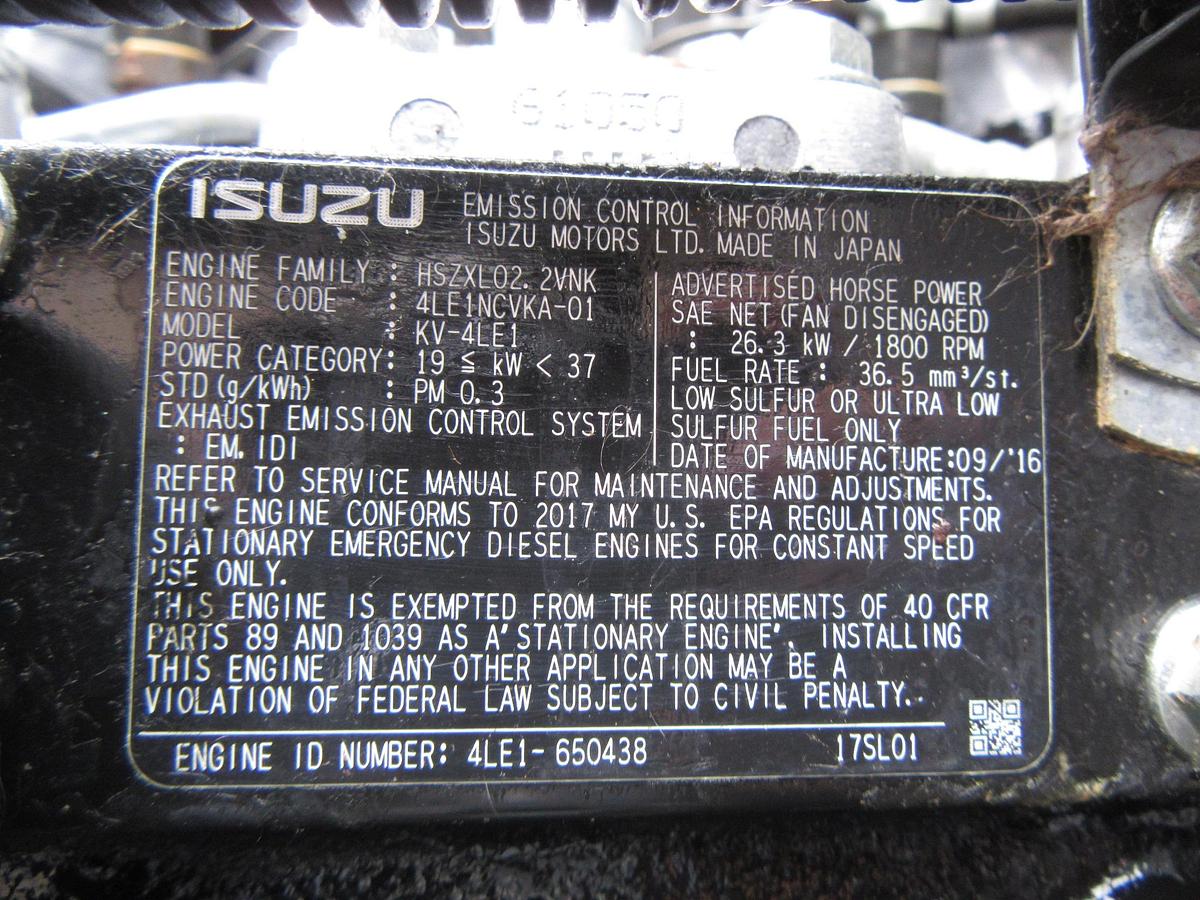 61050
ISUZU
EMISSION CONTROL INFORMATION
ISUZU MOTORS LTD. MADE IN JAPAN
ENGINE FAMILY : HSZXL02.2VNK
ENGINE CODE : 4LE1NCVKA-01
MODEL : KV-4LE1
POWER CATEGORY: 19 ≦ kW < 37
STD (g/kWh) : PM 0.3
EXHAUST EMISSION CONTROL SYSTEM
: EM. IDI
ADVERTISED HORSE POWER
SAE NET (FAN DISENGAGED)
: 26.3 kW / 1800 RPM
FUEL RATE : 36.5 mm³/st.
LOW SULFUR OR ULTRA LOW
SULFUR FUEL ONLY
DATE OF MANUFACTURE:09/'16
REFER TO SERVICE MANUAL FOR MAINTENANCE AND ADJUSTMENTS.
THIS ENGINE CONFORMS TO 2017 MY U.S. EPA REGULATIONS FOR
STATIONARY EMERGENCY DIESEL ENGINES FOR CONSTANT SPEED
USE ONLY.
THIS ENGINE IS EXEMPTED FROM THE REQUIREMENTS OF 40 CFR
PARTS 89 AND 1039 AS A "STATIONARY ENGINE". INSTALLING
THIS ENGINE IN ANY OTHER APPLICATION MAY BE A
VIOLATION OF FEDERAL LAW SUBJECT TO CIVIL PENALTY.
ENGINE ID NUMBER: 4LE1-650438 17SL01